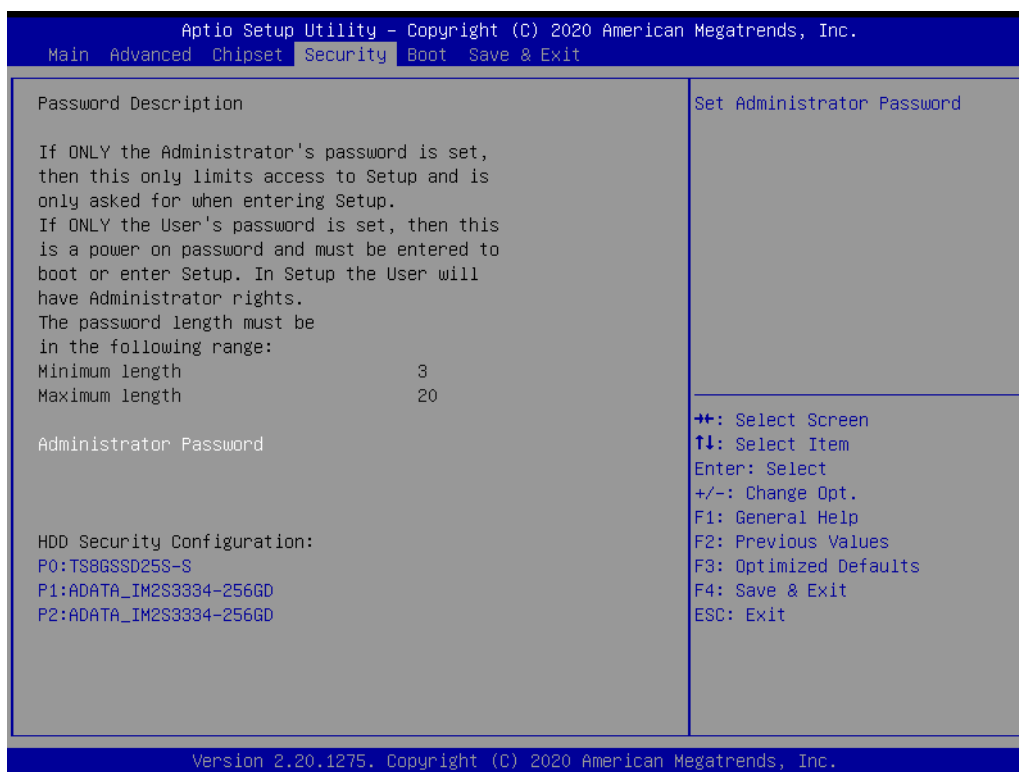 Aptio Setup Utility – Copyright (C) 2020 American Megatrends, Inc.
Main Advanced Chipset Security Boot Save & Exit
Password Description
If ONLY the Administrator's password is set,
then this only limits access to Setup and is
only asked for when entering Setup.
If ONLY the User's password is set, then this
is a power on password and must be entered to
boot or enter Setup. In Setup the User will
have Administrator rights.
The password length must be
in the following range:
Minimum length 3
Maximum length 20
Administrator Password
HDD Security Configuration:
P0:TS8GSSD25S-S
P1:ADATA_IM2S3334-256GD
P2:ADATA_IM2S3334-256GD
Set Administrator Password
→←: Select Screen
↑↓: Select Item
Enter: Select
+/-: Change Opt.
F1: General Help
F2: Previous Values
F3: Optimized Defaults
F4: Save & Exit
ESC: Exit
Version 2.20.1275. Copyright (C) 2020 American Megatrends, Inc.